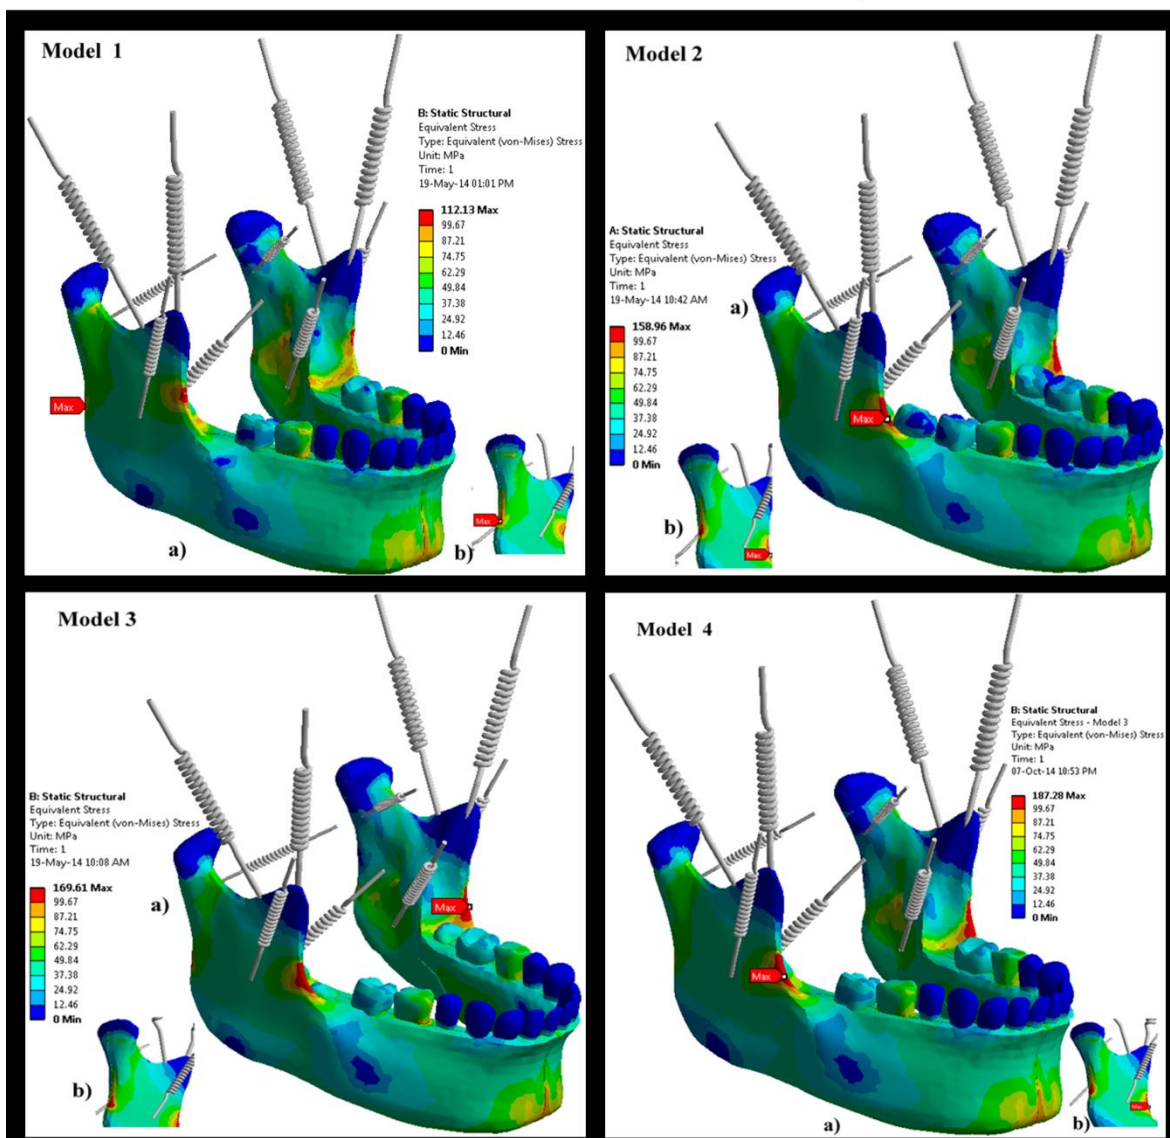 Model 1
B: Static Structural
Equivalent Stress
Type: Equivalent (von-Mises) Stress
Unit: MPa
Time: 1
19-May-14 01:01 PM
112.13 Max
99.67
87.21
74.75
62.29
49.84
37.38
24.92
12.46
0 Min
Max
a)
Max
b)
Model 2
A: Static Structural
Equivalent Stress
Type: Equivalent (von-Mises) Stress
Unit: MPa
Time: 1
19-May-14 10:42 AM
a)
158.96 Max
99.67
87.21
74.75
62.29
49.84
37.38
24.92
12.46
0 Min
Max
b)
Max
Model 3
B: Static Structural
Equivalent Stress
Type: Equivalent (von-Mises) Stress
Unit: MPa
Time: 1
19-May-14 10:08 AM
a)
169.61 Max
99.67
87.21
74.75
62.29
49.84
37.38
24.92
12.46
0 Min
Max
b)
Model 4
B: Static Structural
Equivalent Stress - Model 3
Type: Equivalent (von-Mises) Stress
Unit: MPa
Time: 1
07-Oct-14 10:53 PM
187.28 Max
99.67
87.21
74.75
62.29
49.84
37.38
24.92
12.46
0 Min
Max
a)
Max
b)